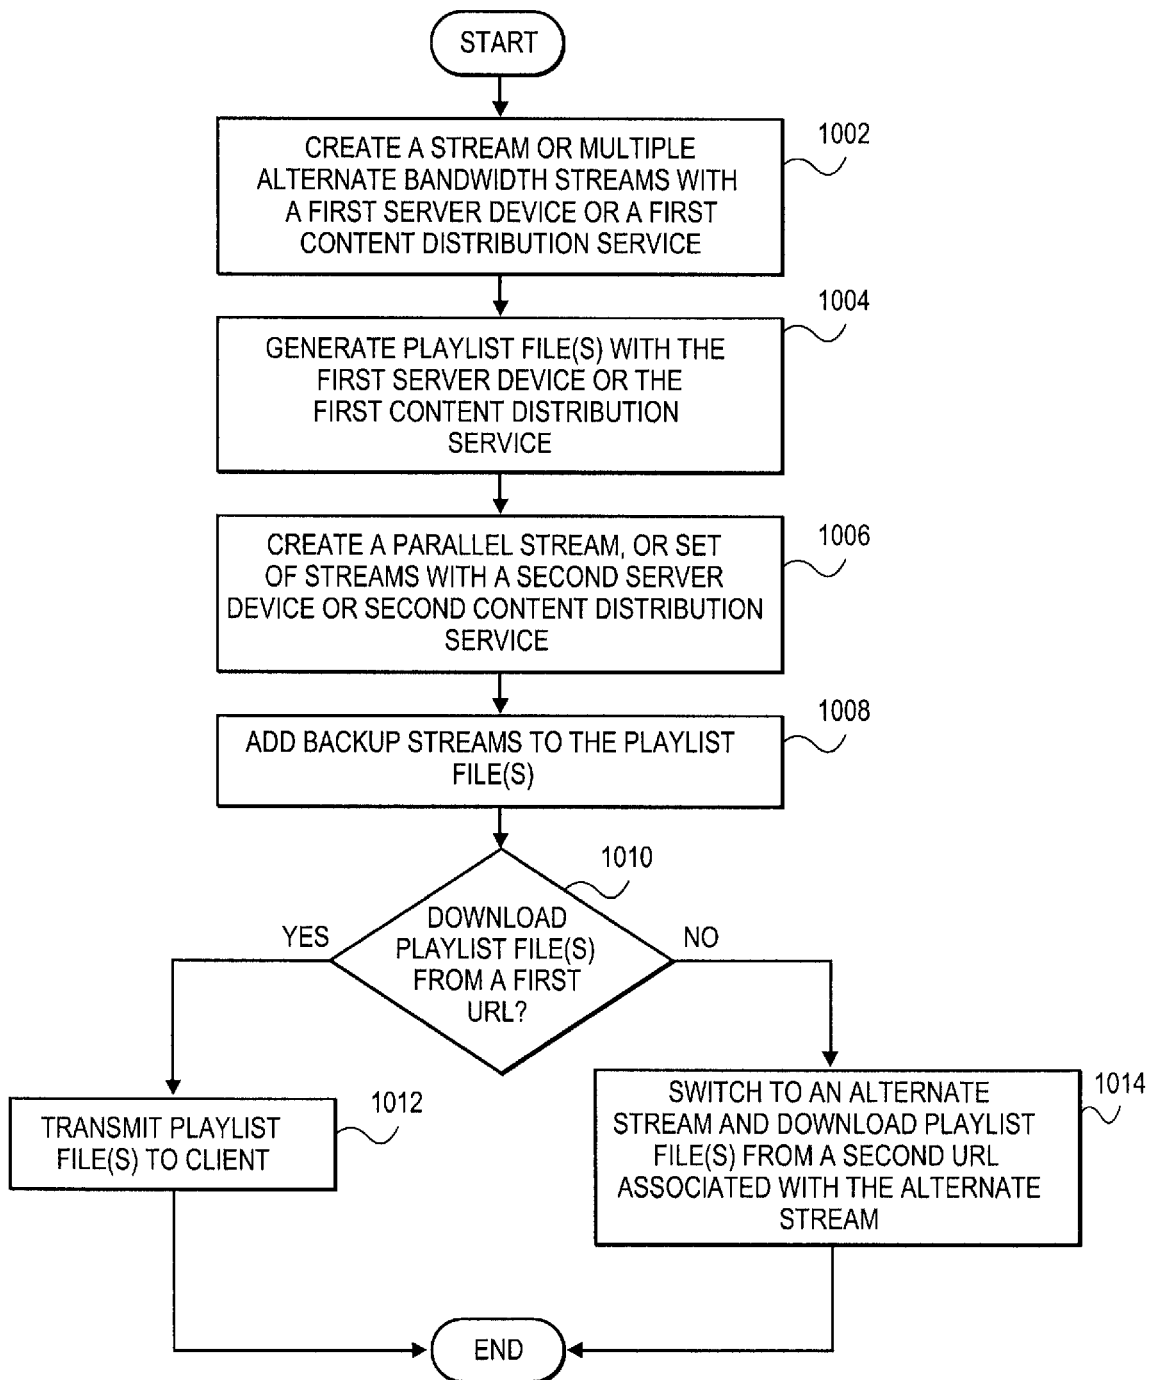 START
CREATE A STREAM OR MULTIPLE
ALTERNATE BANDWIDTH STREAMS WITH
A FIRST SERVER DEVICE OR A FIRST
CONTENT DISTRIBUTION SERVICE
1002
GENERATE PLAYLIST FILE(S) WITH THE
FIRST SERVER DEVICE OR THE
FIRST CONTENT DISTRIBUTION
SERVICE
1004
CREATE A PARALLEL STREAM, OR SET
OF STREAMS WITH A SECOND SERVER
DEVICE OR SECOND CONTENT DISTRIBUTION
SERVICE
1006
ADD BACKUP STREAMS TO THE PLAYLIST
FILE(S)
1008
DOWNLOAD
PLAYLIST FILE(S)
FROM A FIRST
URL?
1010
YES
NO
TRANSMIT PLAYLIST
FILE(S) TO CLIENT
1012
SWITCH TO AN ALTERNATE
STREAM AND DOWNLOAD PLAYLIST
FILE(S) FROM A SECOND URL
ASSOCIATED WITH THE ALTERNATE
STREAM
1014
END